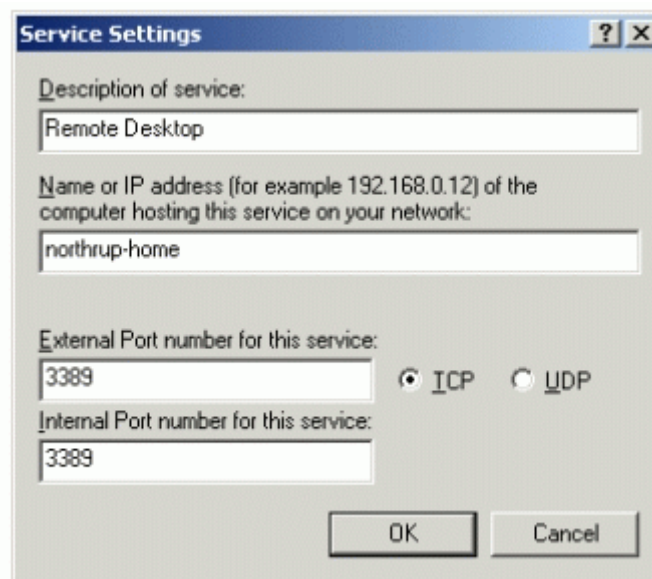 Service Settings
Description of service:
Remote Desktop
Name or IP address (for example 192.168.0.12) of the
computer hosting this service on your network:
northrup-home
External Port number for this service:
3389
TCP
UDP
Internal Port number for this service:
3389
OK
Cancel